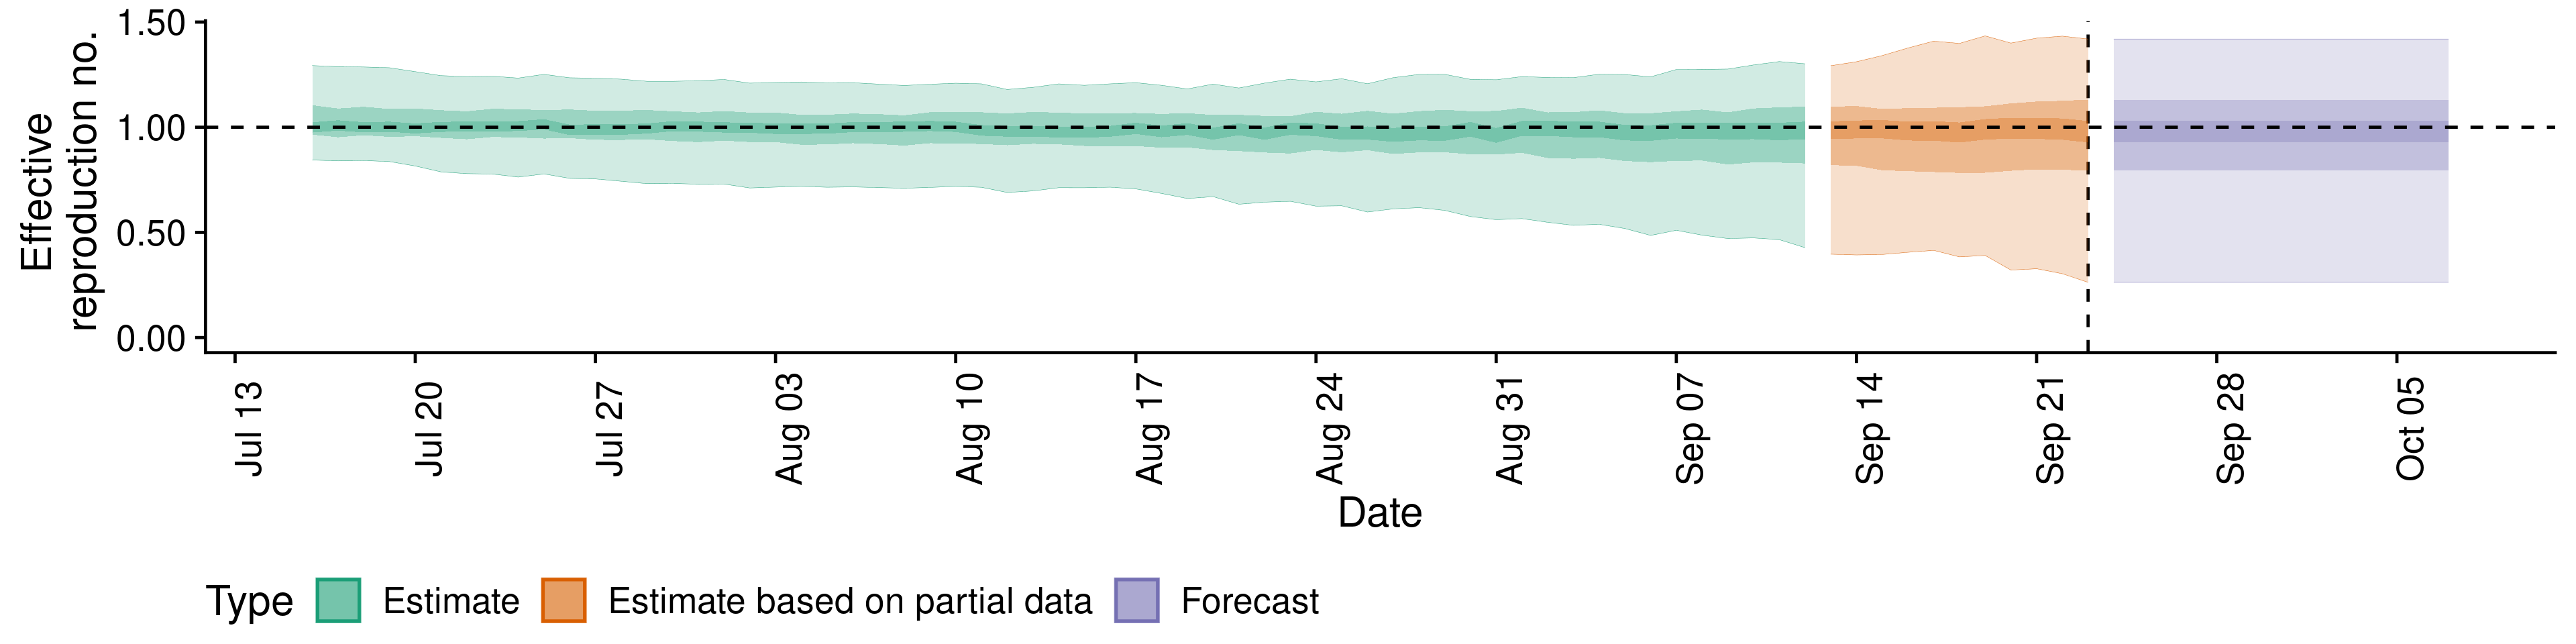 Effective
reproduction no.
1.50
1.00
0.50
0.00
Jul 13
Jul 20
Jul 27
Aug 03
Aug 10
Aug 17
Aug 24
Aug 31
Sep 07
Sep 14
Sep 21
Sep 28
Oct 05
Date
Type Estimate Estimate based on partial data Forecast